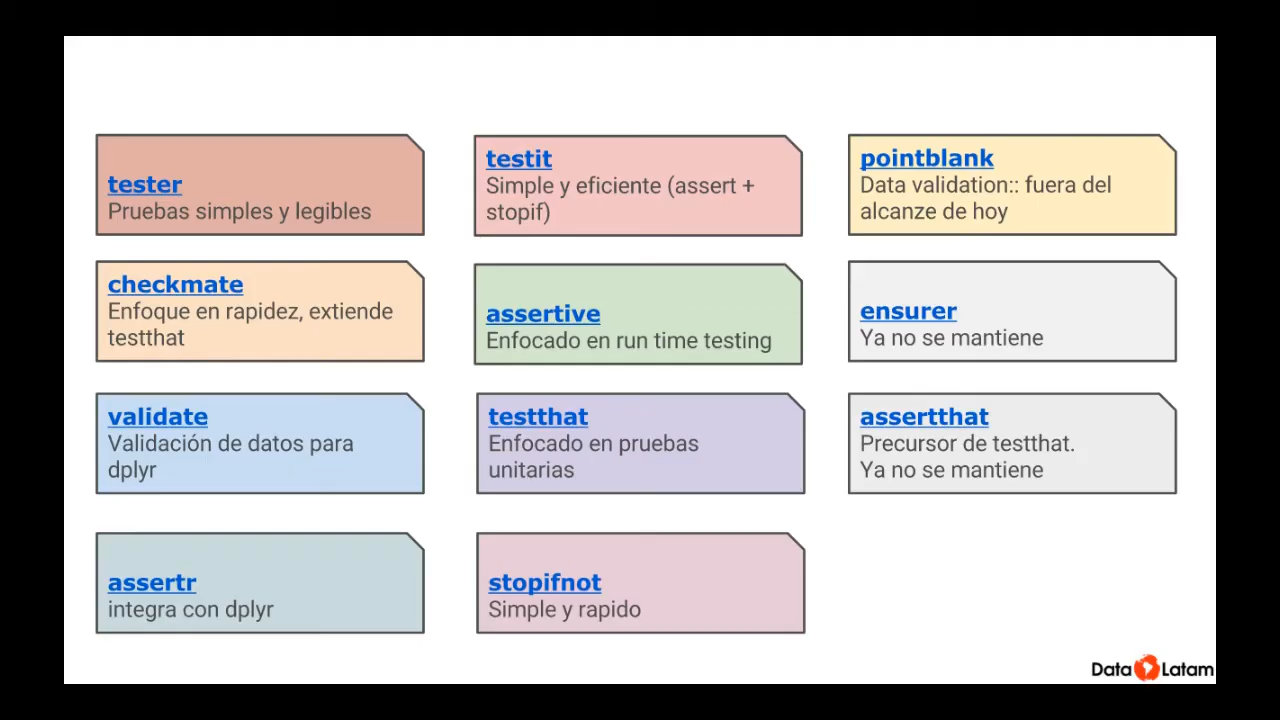 tester
Pruebas simples y legibles
testit
Simple y eficiente (assert +
stopif)
pointblank
Data validation:: fuera del
alcanze de hoy
checkmate
Enfoque en rapidez, extiende
testthat
assertive
Enfocado en run time testing
ensurer
Ya no se mantiene
validate
Validación de datos para
dplyr
testthat
Enfocado en pruebas
unitarias
assertthat
Precursor de testthat.
Ya no se mantiene
assertr
integra con dplyr
stopifnot
Simple y rapido
Data Latam